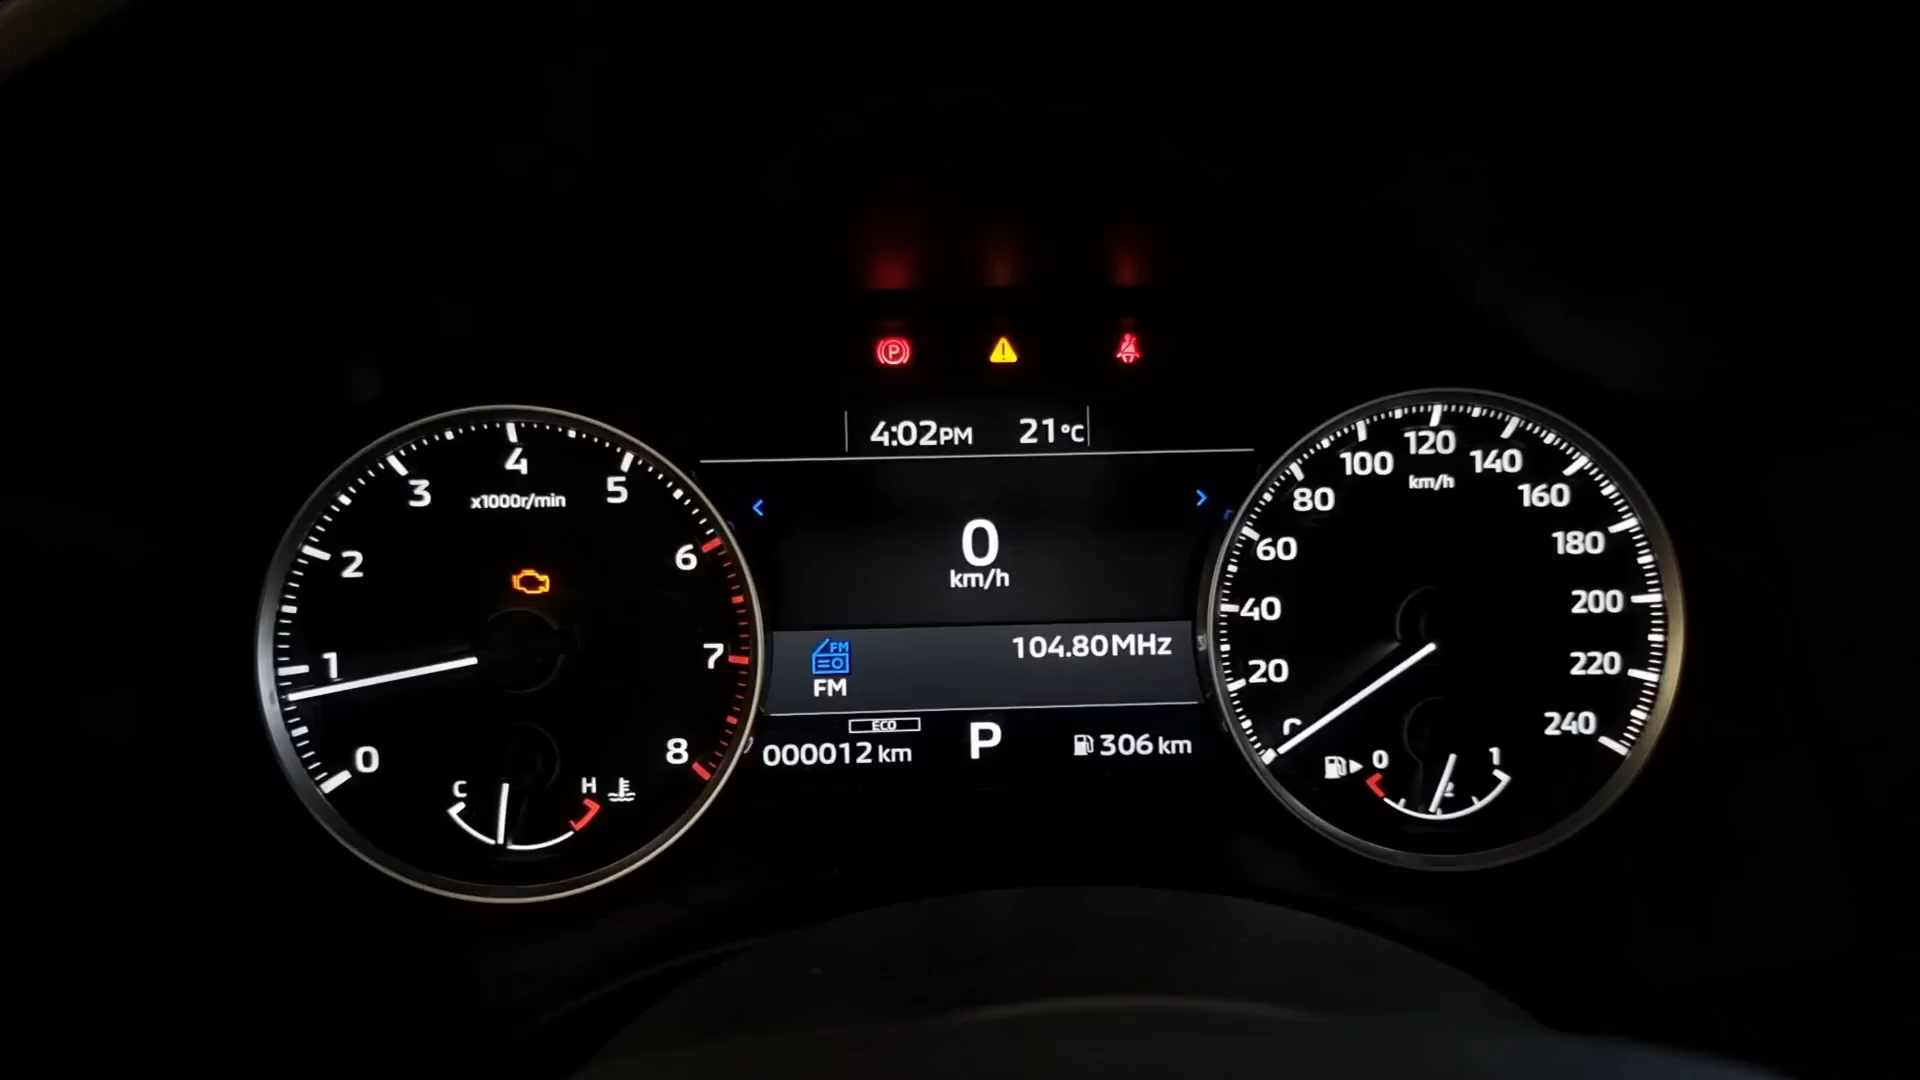 P
!
4:02PM 21°C
0
km/h
FM
104.80MHz
FM
ECO
000012 km
P
306 km
0
1
2
3
4
5
6
7
8
x1000r/min
C
H
20
40
60
80
100
120
140
160
180
200
220
240
km/h
0
1